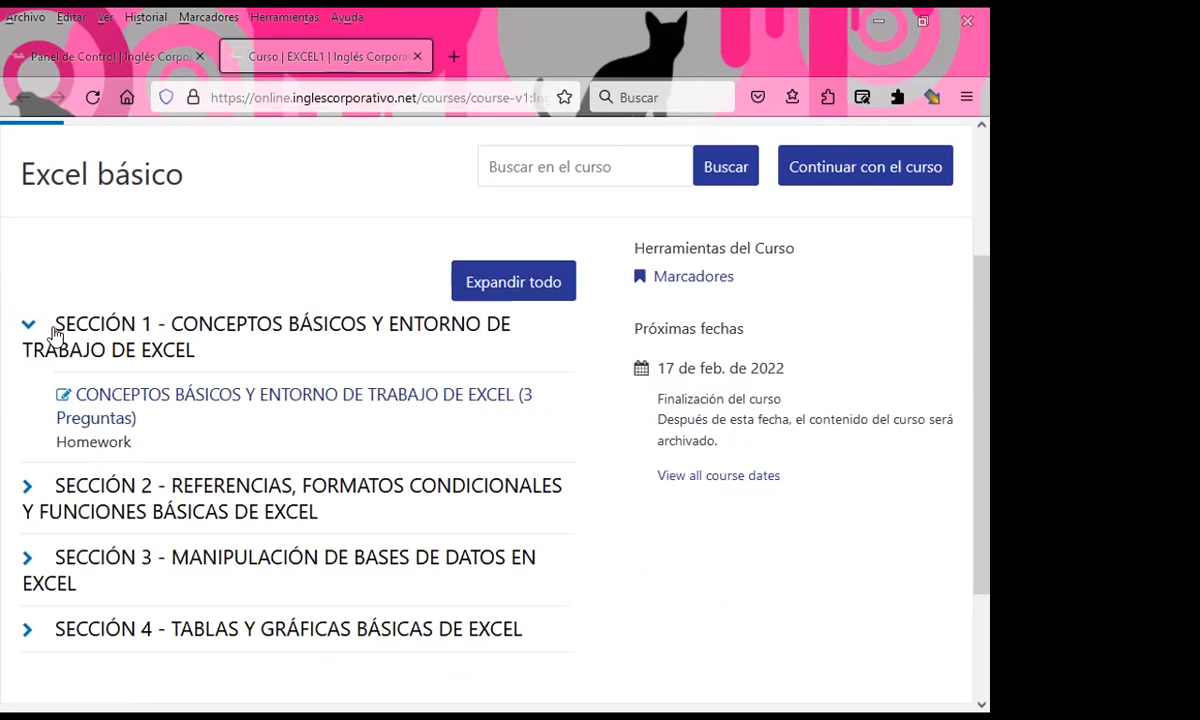 Archivo Editar Ver Historial Marcadores Herramientas Ayuda
Panel de Control | Inglés Corpo
Curso | EXCEL1 | Inglés Corpora
https://online.inglescorporativo.net/courses/course-v1:In
Buscar
Excel básico
Buscar en el curso
Buscar
Continuar con el curso
Expandir todo
SECCIÓN 1 - CONCEPTOS BÁSICOS Y ENTORNO DE
TRABAJO DE EXCEL
CONCEPTOS BÁSICOS Y ENTORNO DE TRABAJO DE EXCEL (3
Preguntas)
Homework
SECCIÓN 2 - REFERENCIAS, FORMATOS CONDICIONALES
Y FUNCIONES BÁSICAS DE EXCEL
SECCIÓN 3 - MANIPULACIÓN DE BASES DE DATOS EN
EXCEL
SECCIÓN 4 - TABLAS Y GRÁFICAS BÁSICAS DE EXCEL
Herramientas del Curso
Marcadores
Próximas fechas
17 de feb. de 2022
Finalización del curso
Después de esta fecha, el contenido del curso será
archivado.
View all course dates